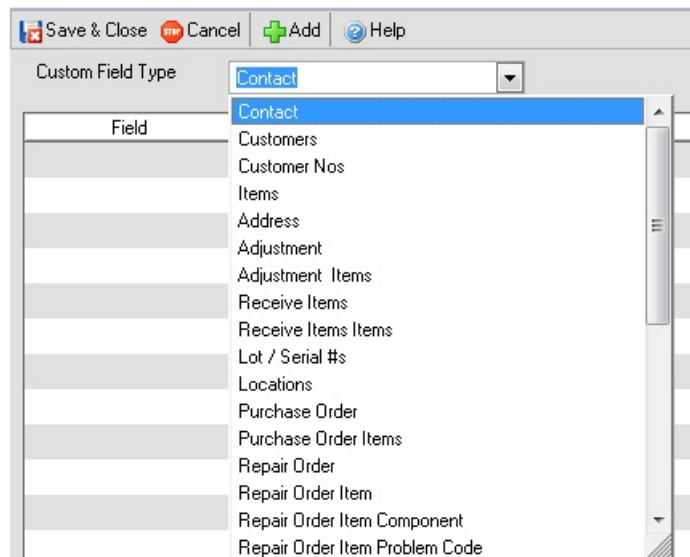 Save & Close STOP Cancel Add ? Help
Custom Field Type Contact
Field
Contact
Customers
Customer Nos
Items
Address
Adjustment
Adjustment  Items
Receive Items
Receive Items Items
Lot / Serial #s
Locations
Purchase Order
Purchase Order Items
Repair Order
Repair Order Item
Repair Order Item Component
Repair Order Item Problem Code